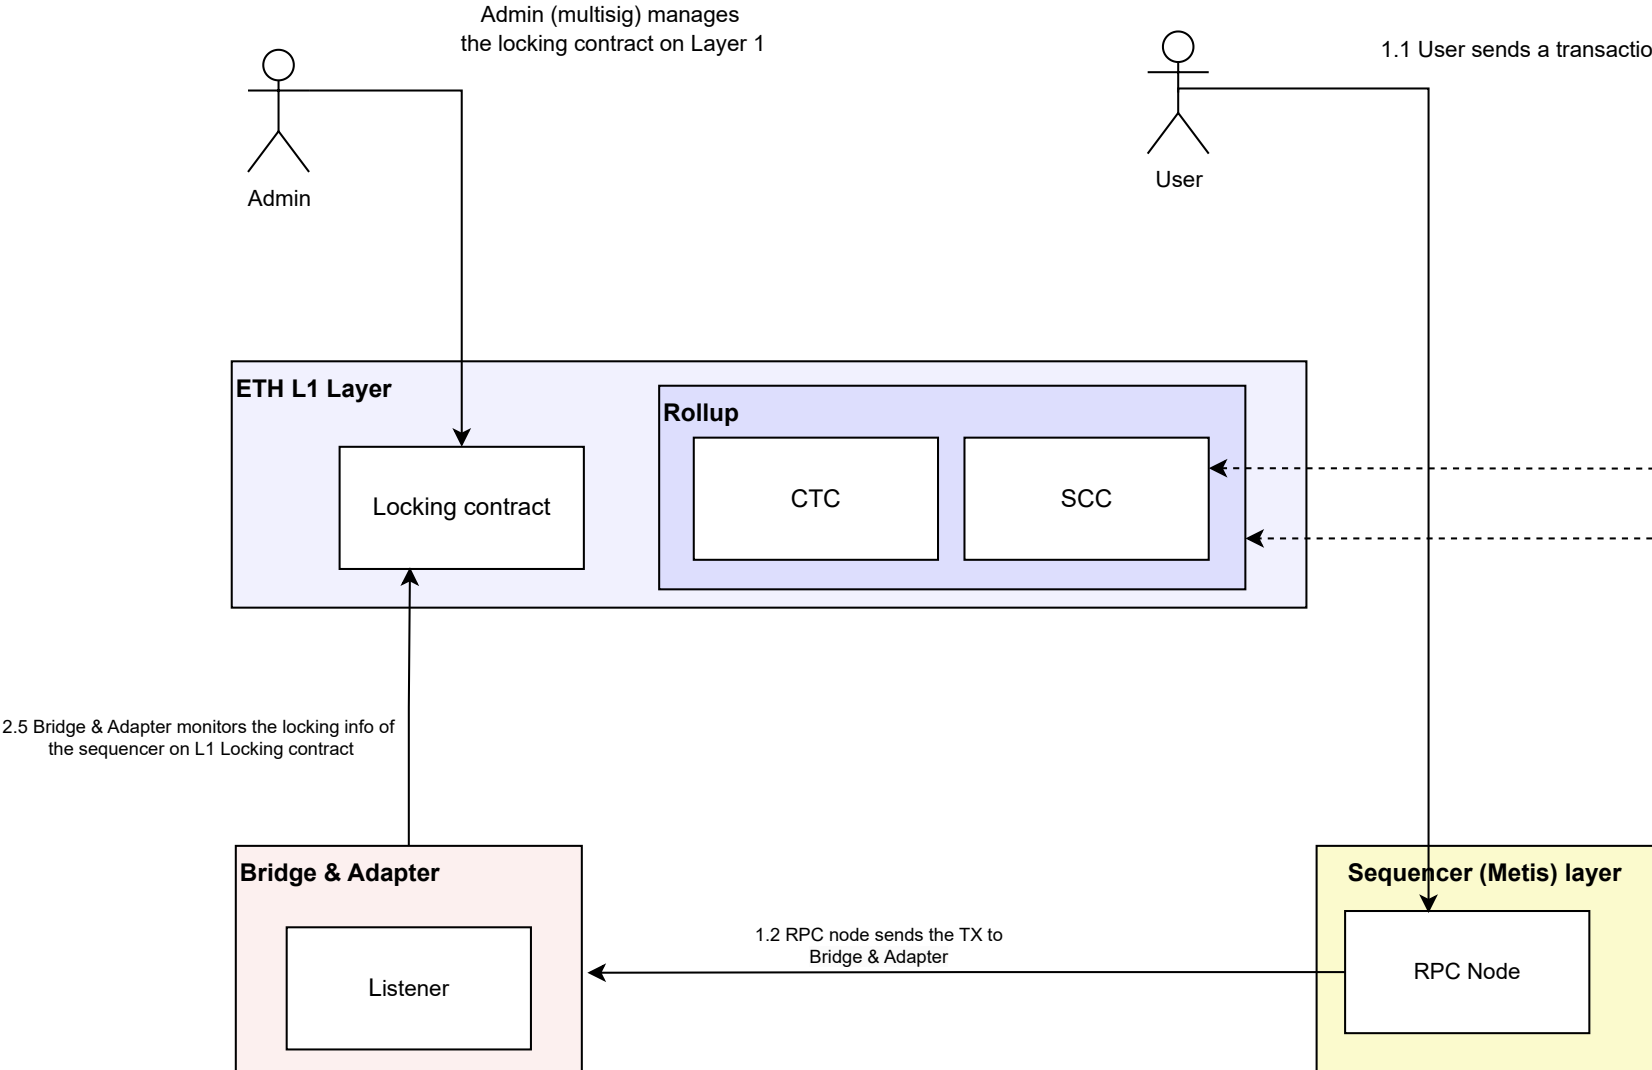 Admin (multisig) manages
the locking contract on Layer 1
1.1 User sends a transactio
Admin
User
ETH L1 Layer
Rollup
Locking contract
CTC
SCC
2.5 Bridge & Adapter monitors the locking info of
the sequencer on L1 Locking contract
Bridge & Adapter
Sequencer (Metis) layer
1.2 RPC node sends the TX to
Bridge & Adapter
Listener
RPC Node